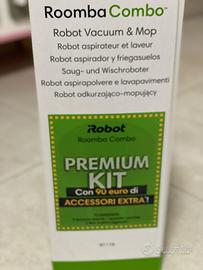 Roomba Combo™
Robot Vacuum & Mop
Robot aspirateur et laveur
Robot aspirador y friegasuelos
Saug- und Wischroboter
Robot aspirapolvere e lavapavimenti
Robot odkurzająco-mopujący
iRobot
Roomba Combo
PREMIUM
KIT
Con 90 euro di
ACCESSORI EXTRA